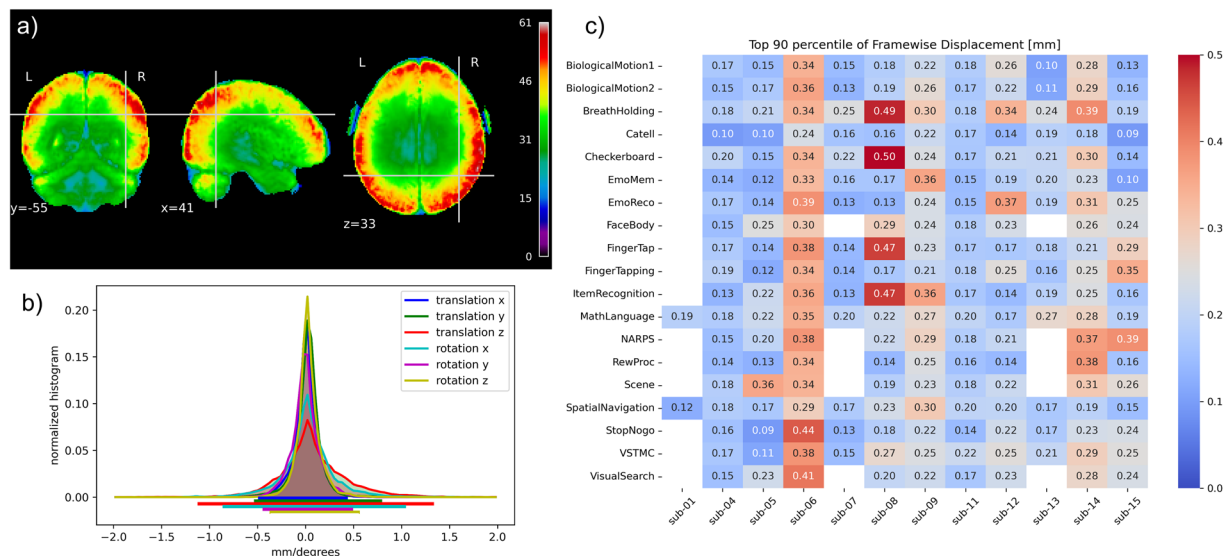 a)
L R
L R
61
46
31
15
0
y=-55
x=41
z=33
b)
normalized histogram
0.20
0.15
0.10
0.05
0.00
translation x
translation y
translation z
rotation x
rotation y
rotation z
-2.0 -1.5 -1.0 -0.5 0.0 0.5 1.0 1.5 2.0
mm/degrees
c)
Top 90 percentile of Framewise Displacement [mm]
BiologicalMotion1 0.17 0.15 0.34 0.15 0.18 0.22 0.18 0.26 0.10 0.28 0.13
BiologicalMotion2 0.15 0.17 0.36 0.13 0.19 0.26 0.17 0.22 0.11 0.29 0.16
BreathHolding 0.18 0.21 0.34 0.25 0.49 0.30 0.18 0.34 0.24 0.39 0.19
Catell 0.10 0.10 0.24 0.16 0.16 0.22 0.17 0.14 0.19 0.18 0.09
Checkerboard 0.20 0.15 0.34 0.22 0.50 0.24 0.17 0.21 0.21 0.30 0.14
EmoMem 0.14 0.12 0.33 0.16 0.17 0.36 0.15 0.14 0.20 0.23 0.10
EmoReco 0.17 0.14 0.39 0.13 0.13 0.24 0.12 0.37 0.19 0.31 0.25
FaceBody 0.15 0.25 0.30 0.29 0.24 0.18 0.23 0.26 0.24
FingerTap 0.17 0.14 0.38 0.14 0.47 0.23 0.17 0.17 0.18 0.21 0.29
FingerTapping 0.19 0.12 0.34 0.14 0.17 0.21 0.18 0.25 0.16 0.25 0.35
ItemRecognition 0.13 0.22 0.36 0.13 0.47 0.36 0.17 0.14 0.19 0.25 0.16
MathLanguage 0.19 0.18 0.22 0.35 0.20 0.22 0.27 0.18 0.17 0.27 0.28 0.19
NARPS 0.15 0.20 0.38 0.22 0.29 0.18 0.21 0.37 0.39
RewProc 0.14 0.13 0.34 0.14 0.25 0.16 0.14 0.38 0.16
Scene 0.18 0.36 0.34 0.19 0.23 0.18 0.22 0.31 0.26
SpatialNavigation 0.12 0.18 0.17 0.29 0.17 0.23 0.30 0.20 0.20 0.17 0.19 0.15
StopNogo 0.16 0.09 0.44 0.13 0.18 0.22 0.14 0.22 0.17 0.23 0.24
VSTMC 0.17 0.11 0.38 0.15 0.27 0.25 0.22 0.25 0.21 0.29 0.25
VisualSearch 0.15 0.23 0.41 0.20 0.22 0.17 0.23 0.28 0.24
sub-01 sub-04 sub-05 sub-06 sub-07 sub-08 sub-09 sub-11 sub-12 sub-13 sub-14 sub-15
0.5
0.4
0.3
0.2
0.1
0.0